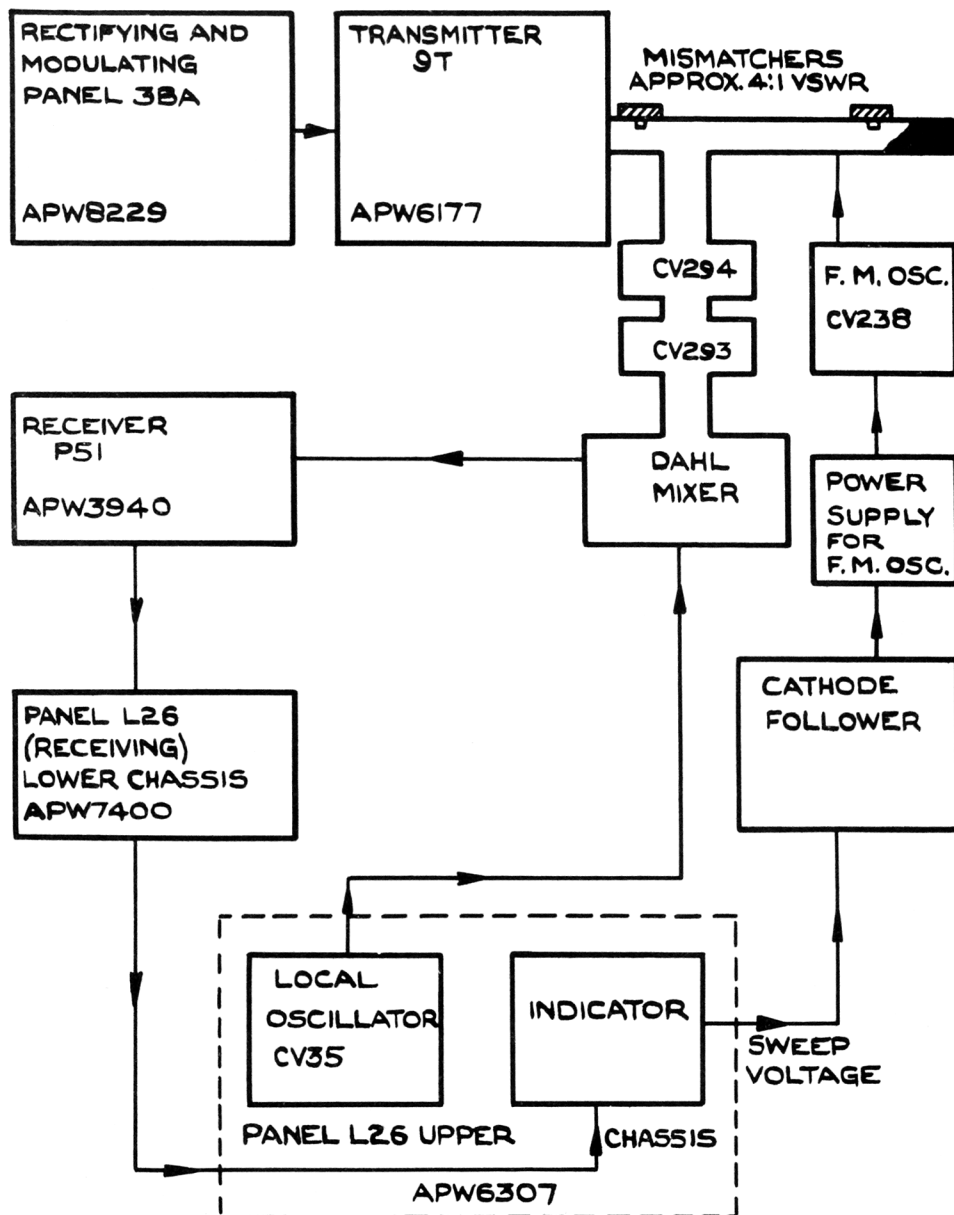 RECTIFYING AND
MODULATING
PANEL 3BA
APW8229
TRANSMITTER
9T
APW6177
MISMATCHERS
APPROX. 4:1 VSWR
CV294
CV293
F. M. OSC.
CV238
RECEIVER
P51
APW3940
DAHL
MIXER
POWER
SUPPLY
FOR
F. M. OSC.
PANEL L26
(RECEIVING)
LOWER CHASSIS
APW7400
CATHODE
FOLLOWER
LOCAL
OSCILLATOR
CV35
INDICATOR
SWEEP
VOLTAGE
PANEL L26 UPPER CHASSIS
APW6307